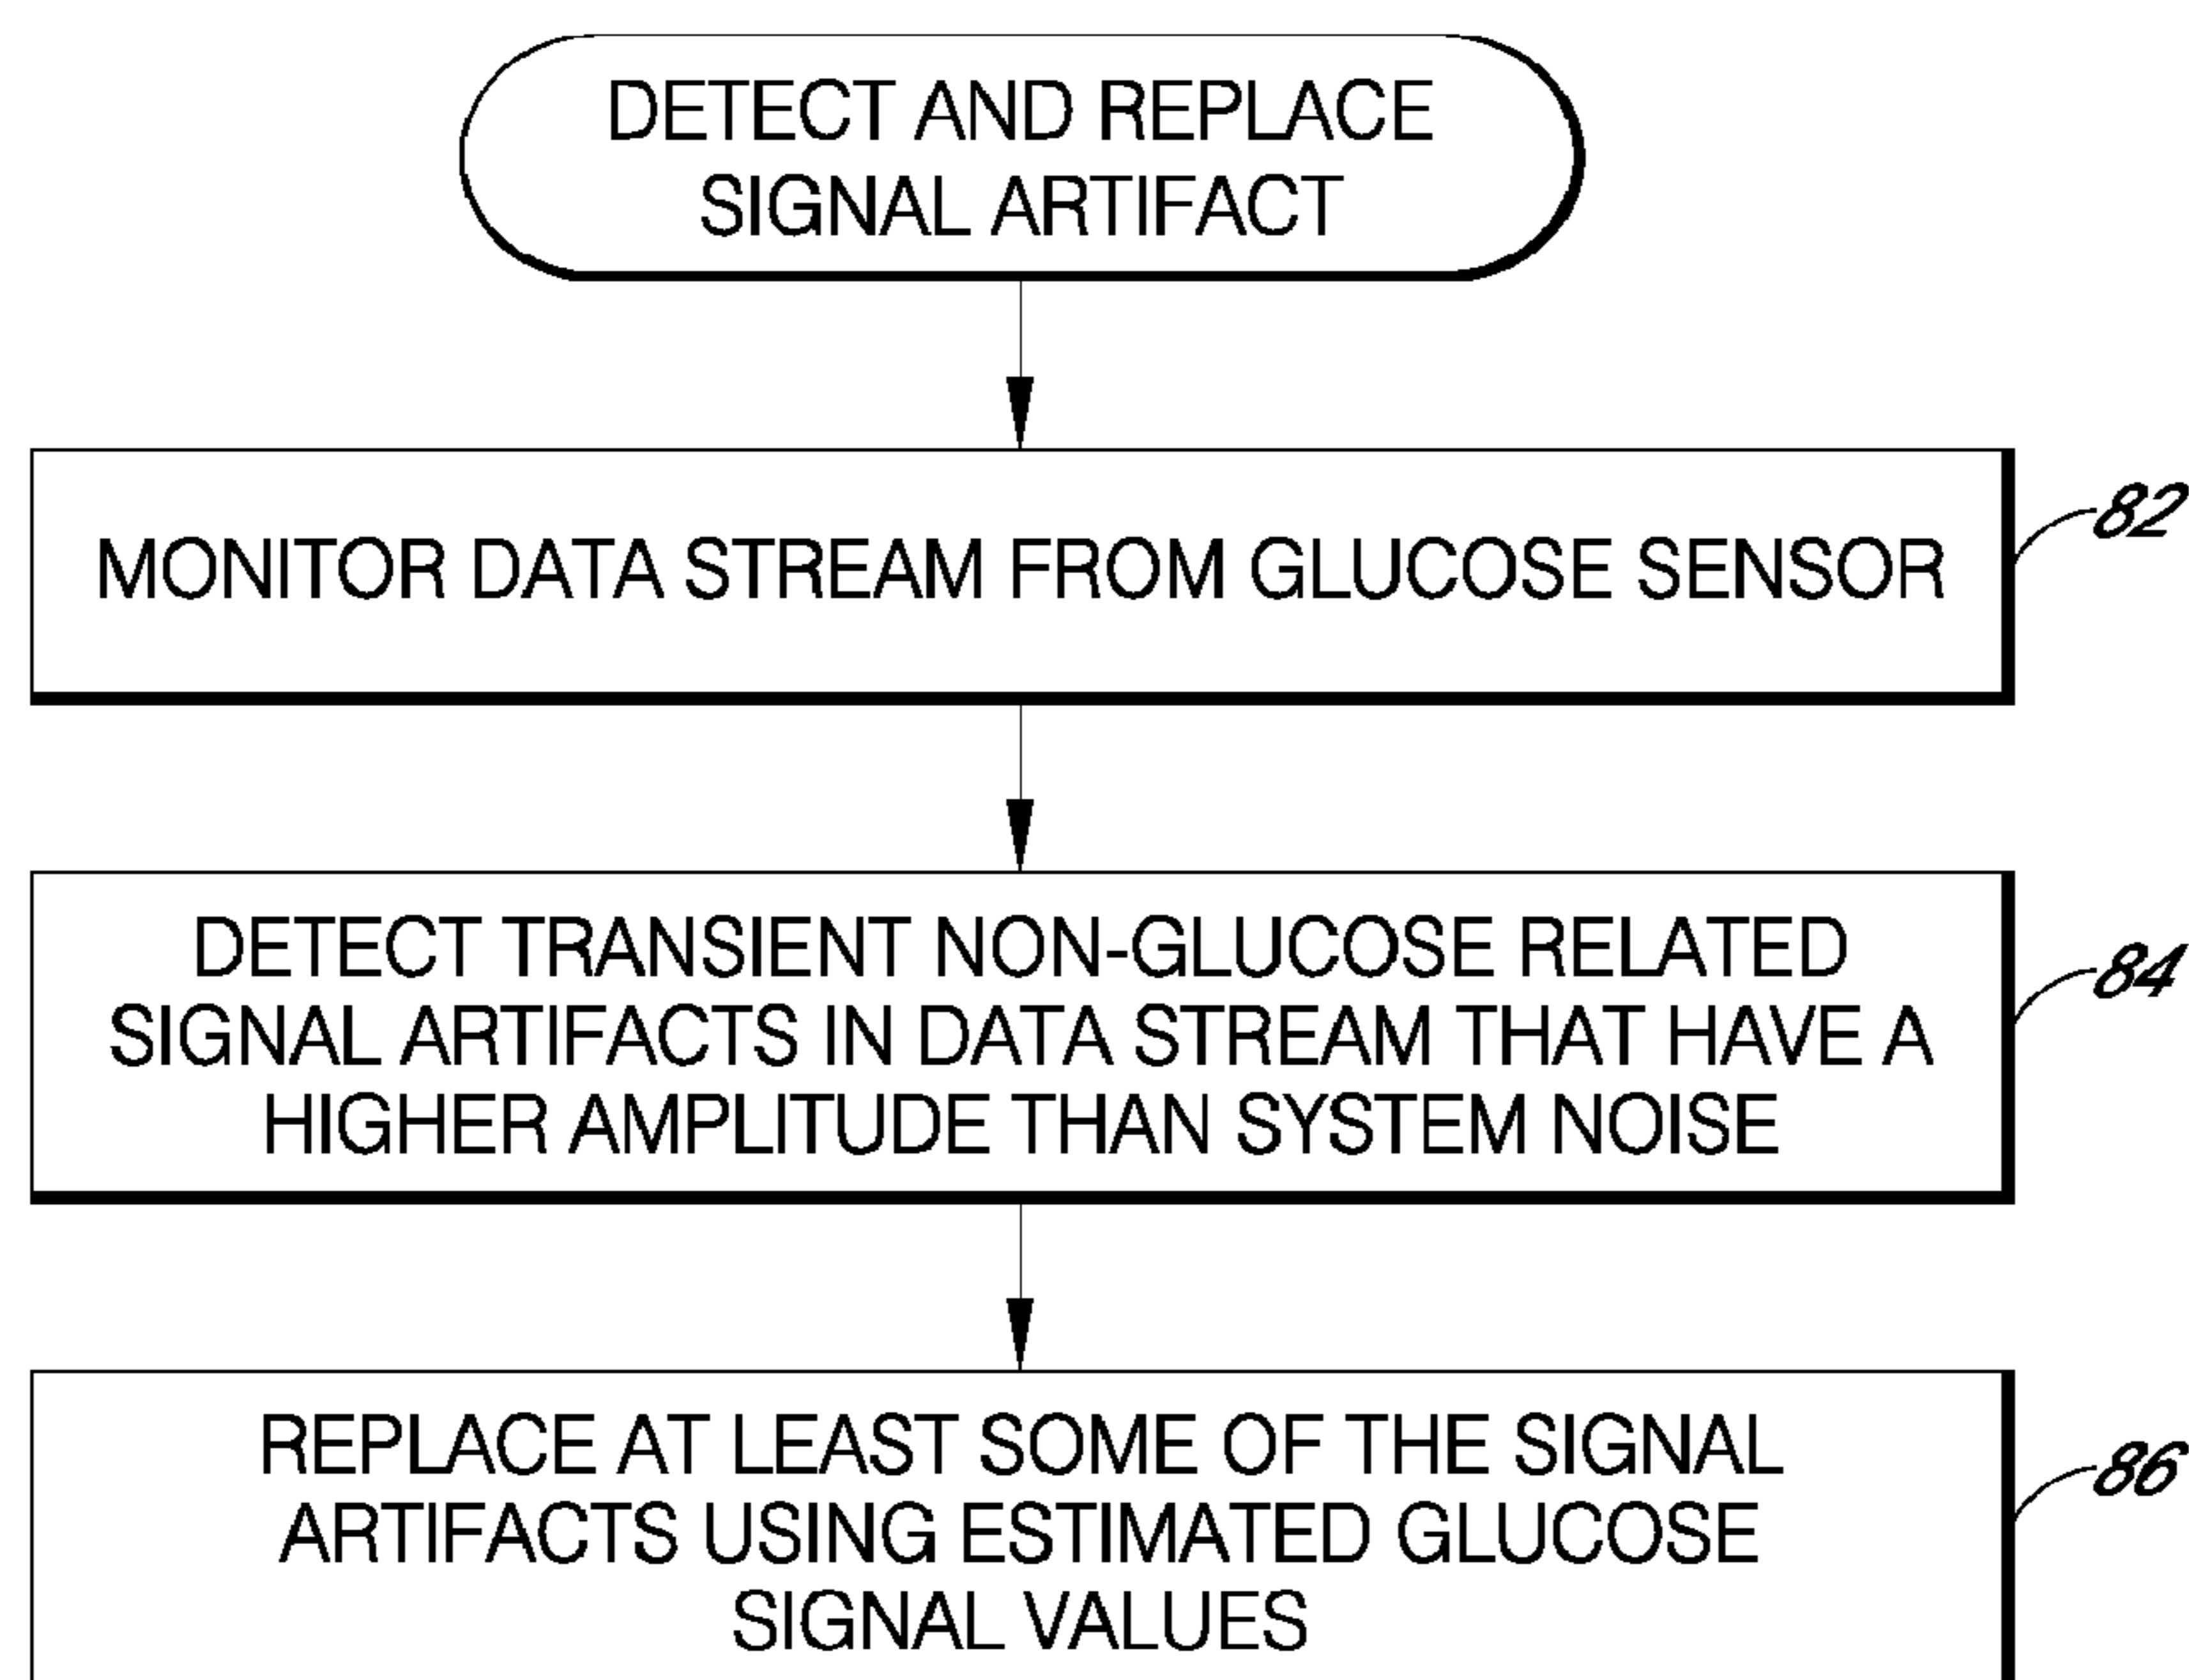 DETECT AND REPLACE
SIGNAL ARTIFACT
MONITOR DATA STREAM FROM GLUCOSE SENSOR
82
DETECT TRANSIENT NON-GLUCOSE RELATED
SIGNAL ARTIFACTS IN DATA STREAM THAT HAVE A
HIGHER AMPLITUDE THAN SYSTEM NOISE
84
REPLACE AT LEAST SOME OF THE SIGNAL
ARTIFACTS USING ESTIMATED GLUCOSE
SIGNAL VALUES
86